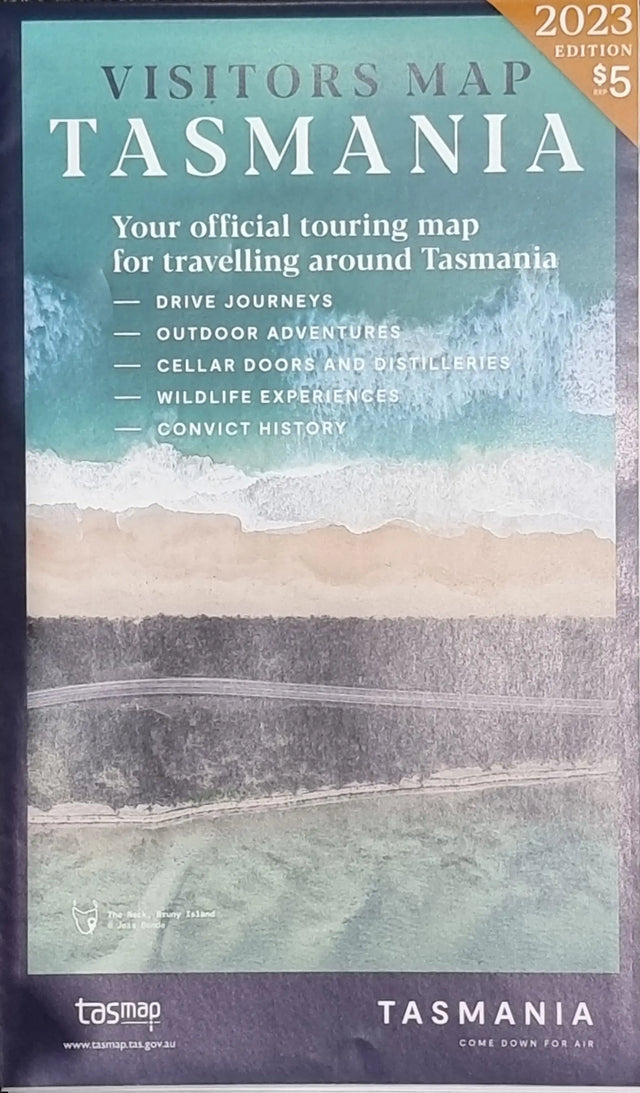 2023
EDITION
$5
RRP
VISITORS MAP
TASMANIA
Your official touring map
for travelling around Tasmania
— DRIVE JOURNEYS
— OUTDOOR ADVENTURES
— CELLAR DOORS AND DISTILLERIES
— WILDLIFE EXPERIENCES
— CONVICT HISTORY
The Neck, Bruny Island
© Jess Bonde
tasmap
www.tasmap.tas.gov.au
TASMANIA
COME DOWN FOR AIR